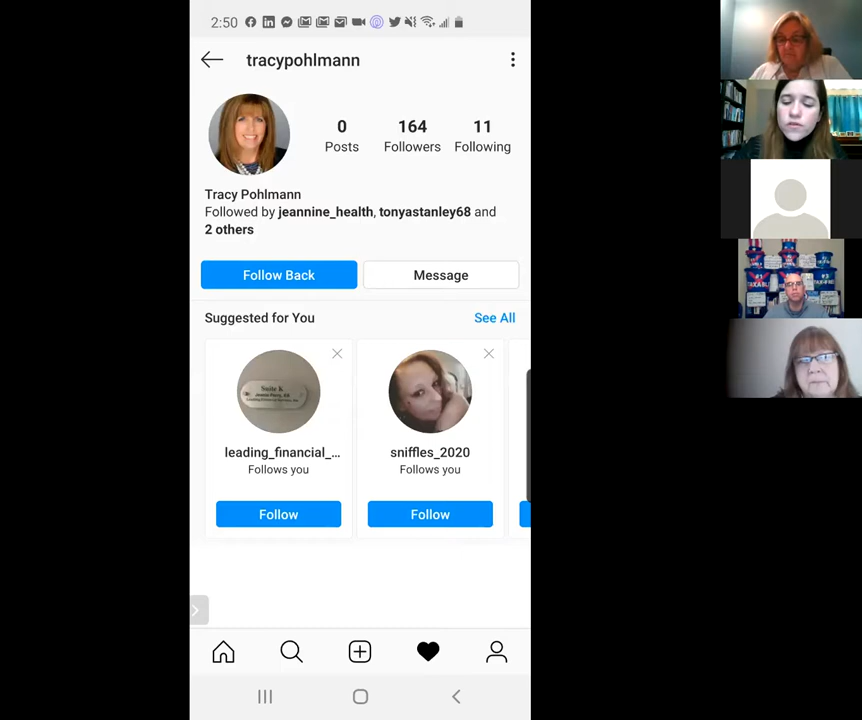 2:50
tracypohlmann
0 164 11
Posts Followers Following
Tracy Pohlmann
Followed by jeannine_health, tonyastanley68 and
2 others
Follow Back Message
Suggested for You See All
Suite K
leading_financial_... sniffles_2020
Follows you Follows you
Follow Follow